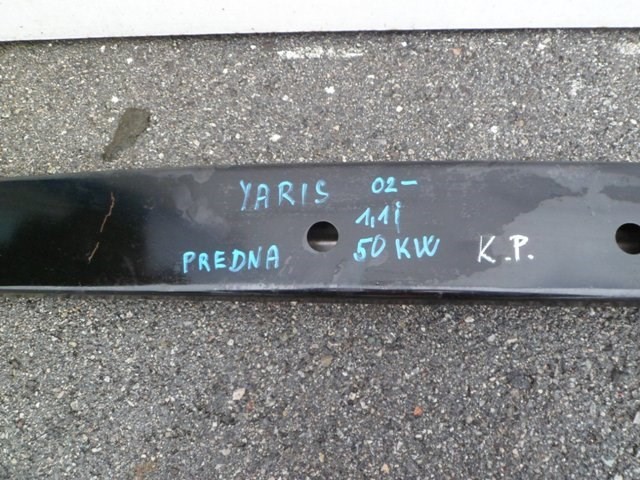 YARIS 02-
1,1i
PREDNA 50 KW K.P.